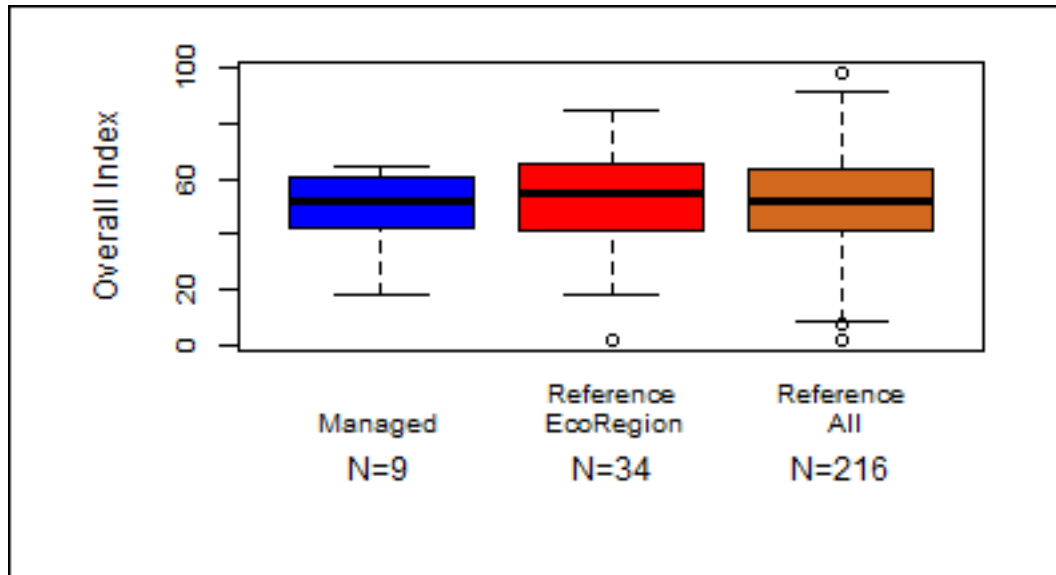 Overall Index
100
60
20
0
Reference Reference
Managed EcoRegion All
N=9 N=34 N=216